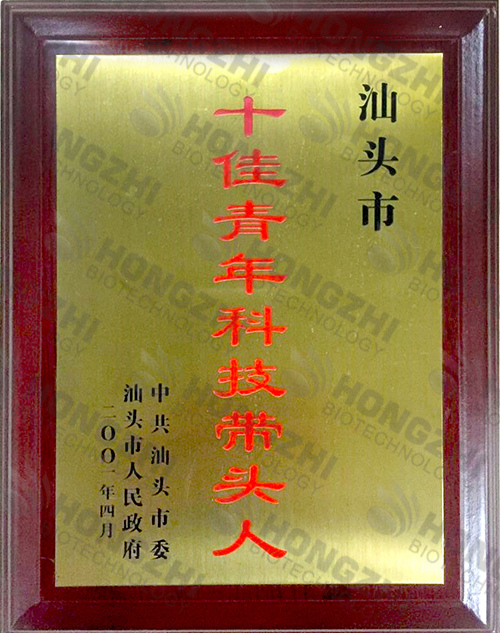 汕头市
十佳青年科技带头人
中共汕头市委
汕头市人民政府
二〇〇一年四月
HONGZHI
BIOTECHNOLOGY